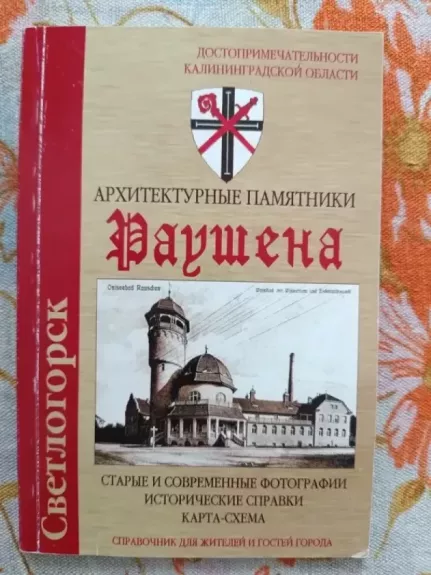 ДОСТОПРИМЕЧАТЕЛЬНОСТИ
КАЛИНИНГРАДСКОЙ ОБЛАСТИ
АРХИТЕКТУРНЫЕ ПАМЯТНИКИ
Раушена
Светлогорск
Ostseebad Rauschen
СТАРЫЕ И СОВРЕМЕННЫЕ ФОТОГРАФИИ
ИСТОРИЧЕСКИЕ СПРАВКИ
КАРТА-СХЕМА
СПРАВОЧНИК ДЛЯ ЖИТЕЛЕЙ И ГОСТЕЙ ГОРОДА